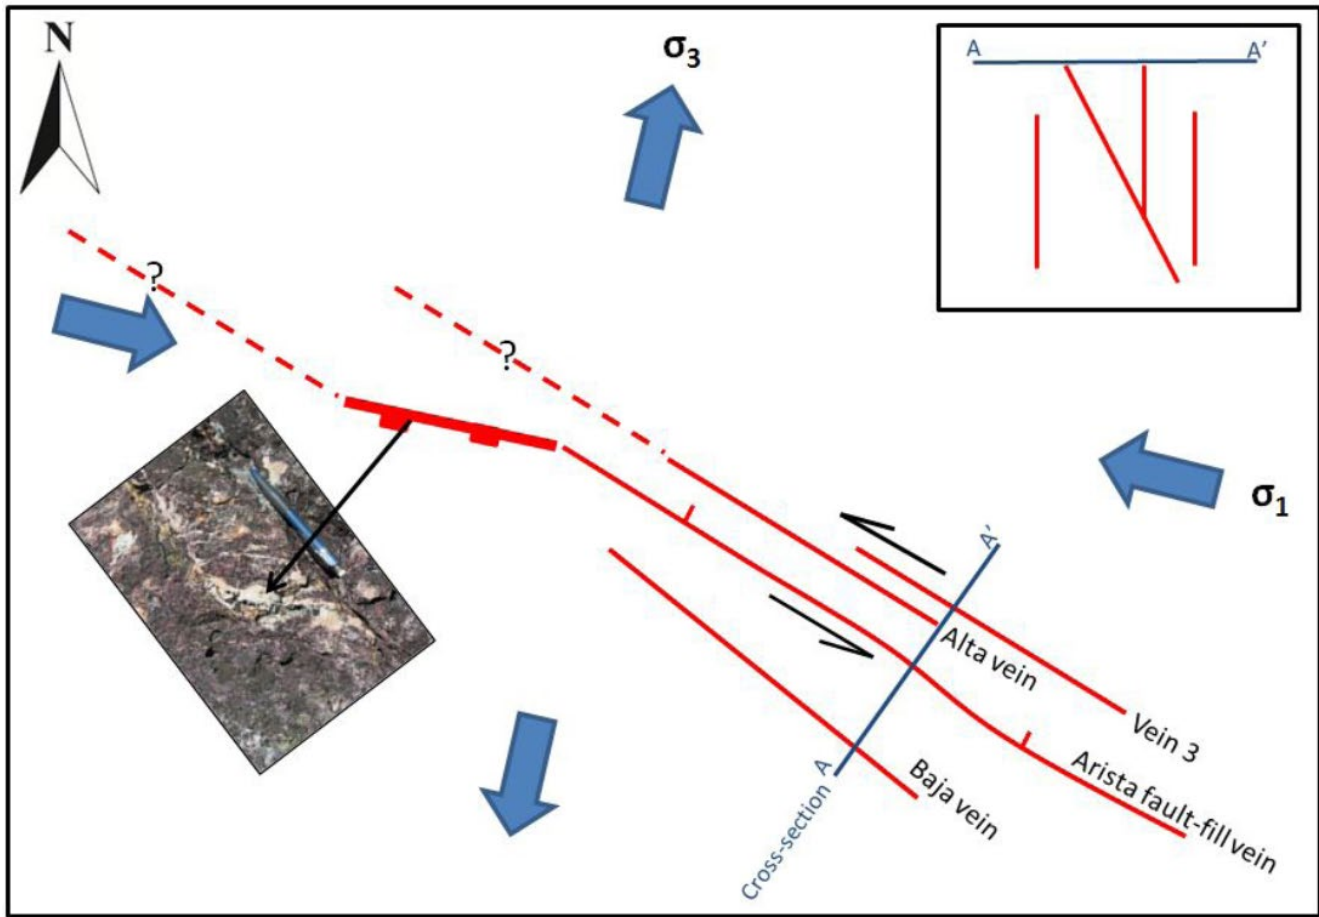 N
σ3
A A'
?
?
σ1
A'
Alta vein
Vein 3
Arista fault-fill vein
Baja vein
Cross-section A